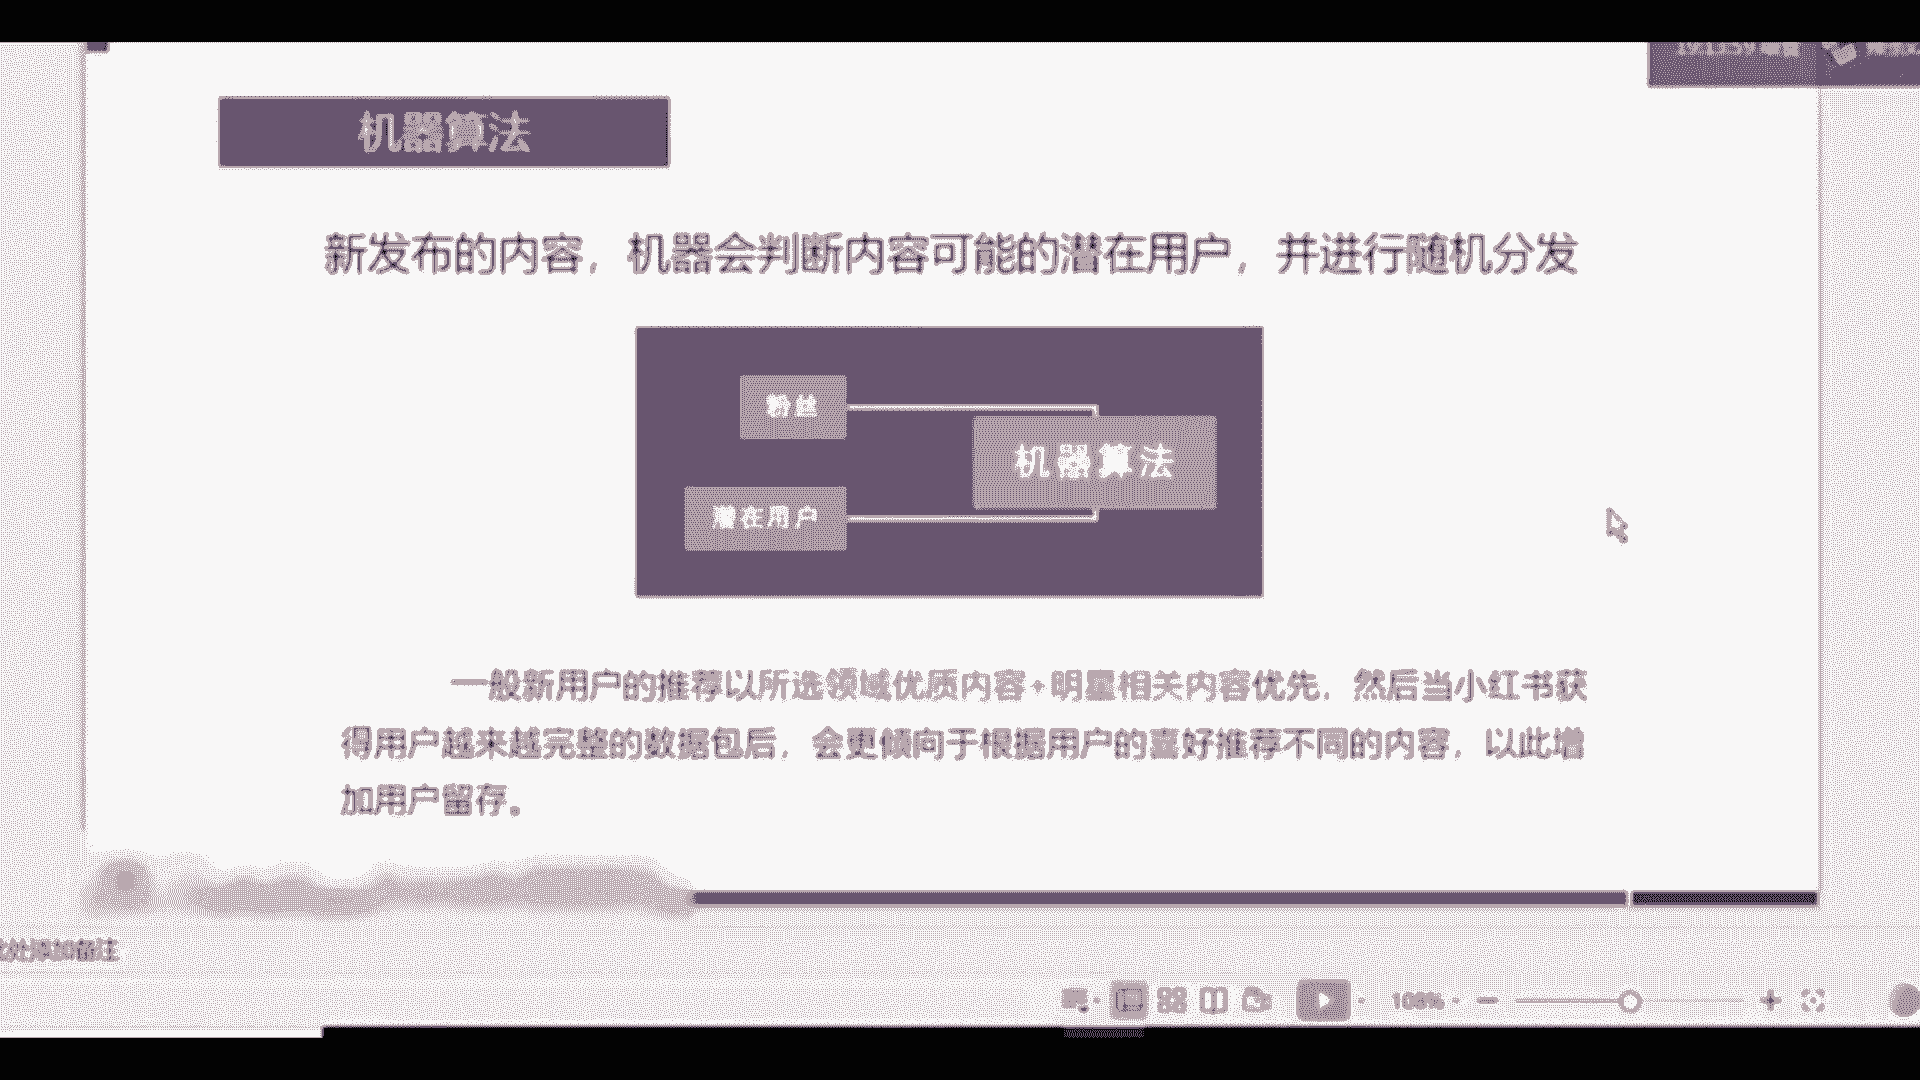 机器算法
新发布的内容，机器会判断内容可能的潜在用户，并进行随机分发
粉丝
机器算法
潜在用户
一般新用户的推荐以所选领域优质内容+明星相关内容优先，然后当小红书获
得用户越来越完整的数据包后，会更倾向于根据用户的喜好推荐不同的内容，以此增
加用户留存。
处添加备注